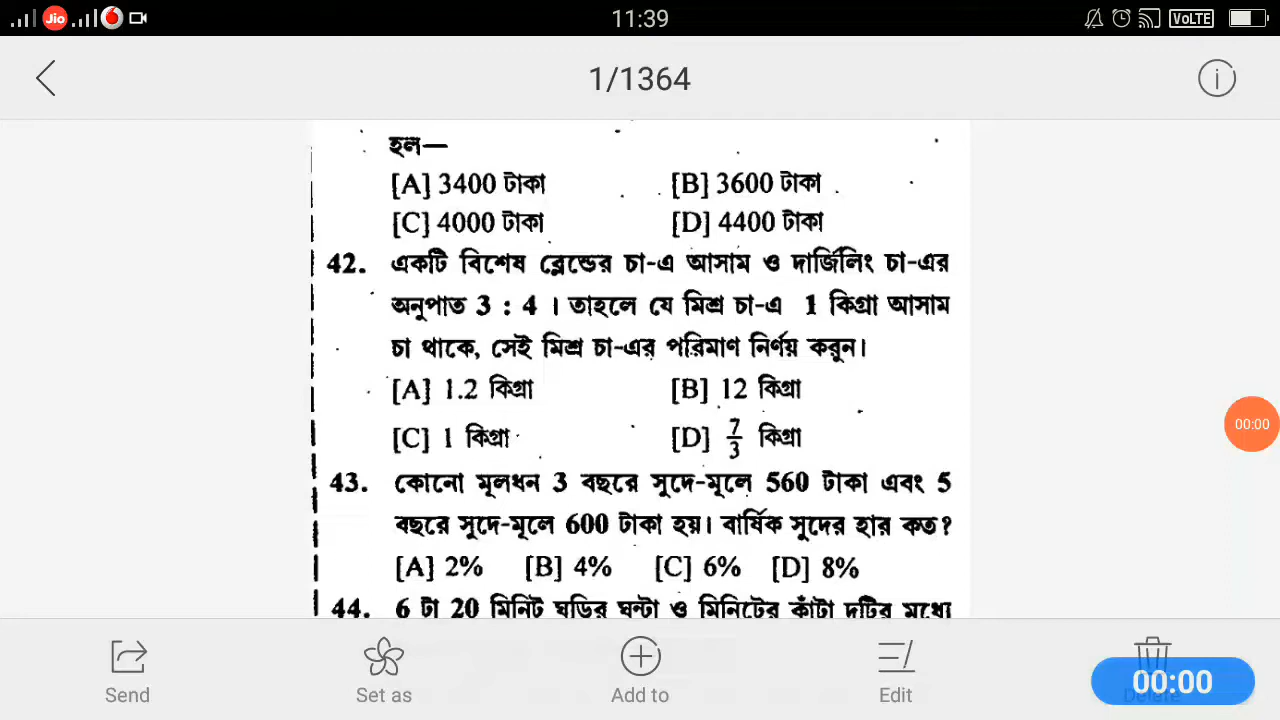 Jio
11:39
VoLTE
1/1364
হল—
[A] 3400 টাকা [B] 3600 টাকা
[C] 4000 টাকা [D] 4400 টাকা
42. একটি বিশেষ ব্লেন্ডের চা-এ আসাম ও দার্জিলিং চা-এর
অনুপাত 3 : 4 । তাহলে যে মিশ্র চা-এ 1 কিগ্রা আসাম
চা থাকে, সেই মিশ্র চা-এর পরিমাণ নির্ণয় করুন।
[A] 1.2 কিগ্রা [B] 12 কিগ্রা
[C] 1 কিগ্রা [D] 7/3 কিগ্রা
00:00
43. কোনো মূলধন 3 বছরে সুদে-মূলে 560 টাকা এবং 5
বছরে সুদে-মূলে 600 টাকা হয়। বার্ষিক সুদের হার কত?
[A] 2% [B] 4% [C] 6% [D] 8%
44. 6 টা 20 মিনিট ঘড়ির ঘন্টা ও মিনিটের কাঁটা দুটির মধ্যে
Send Set as Add to Edit Delete
00:00